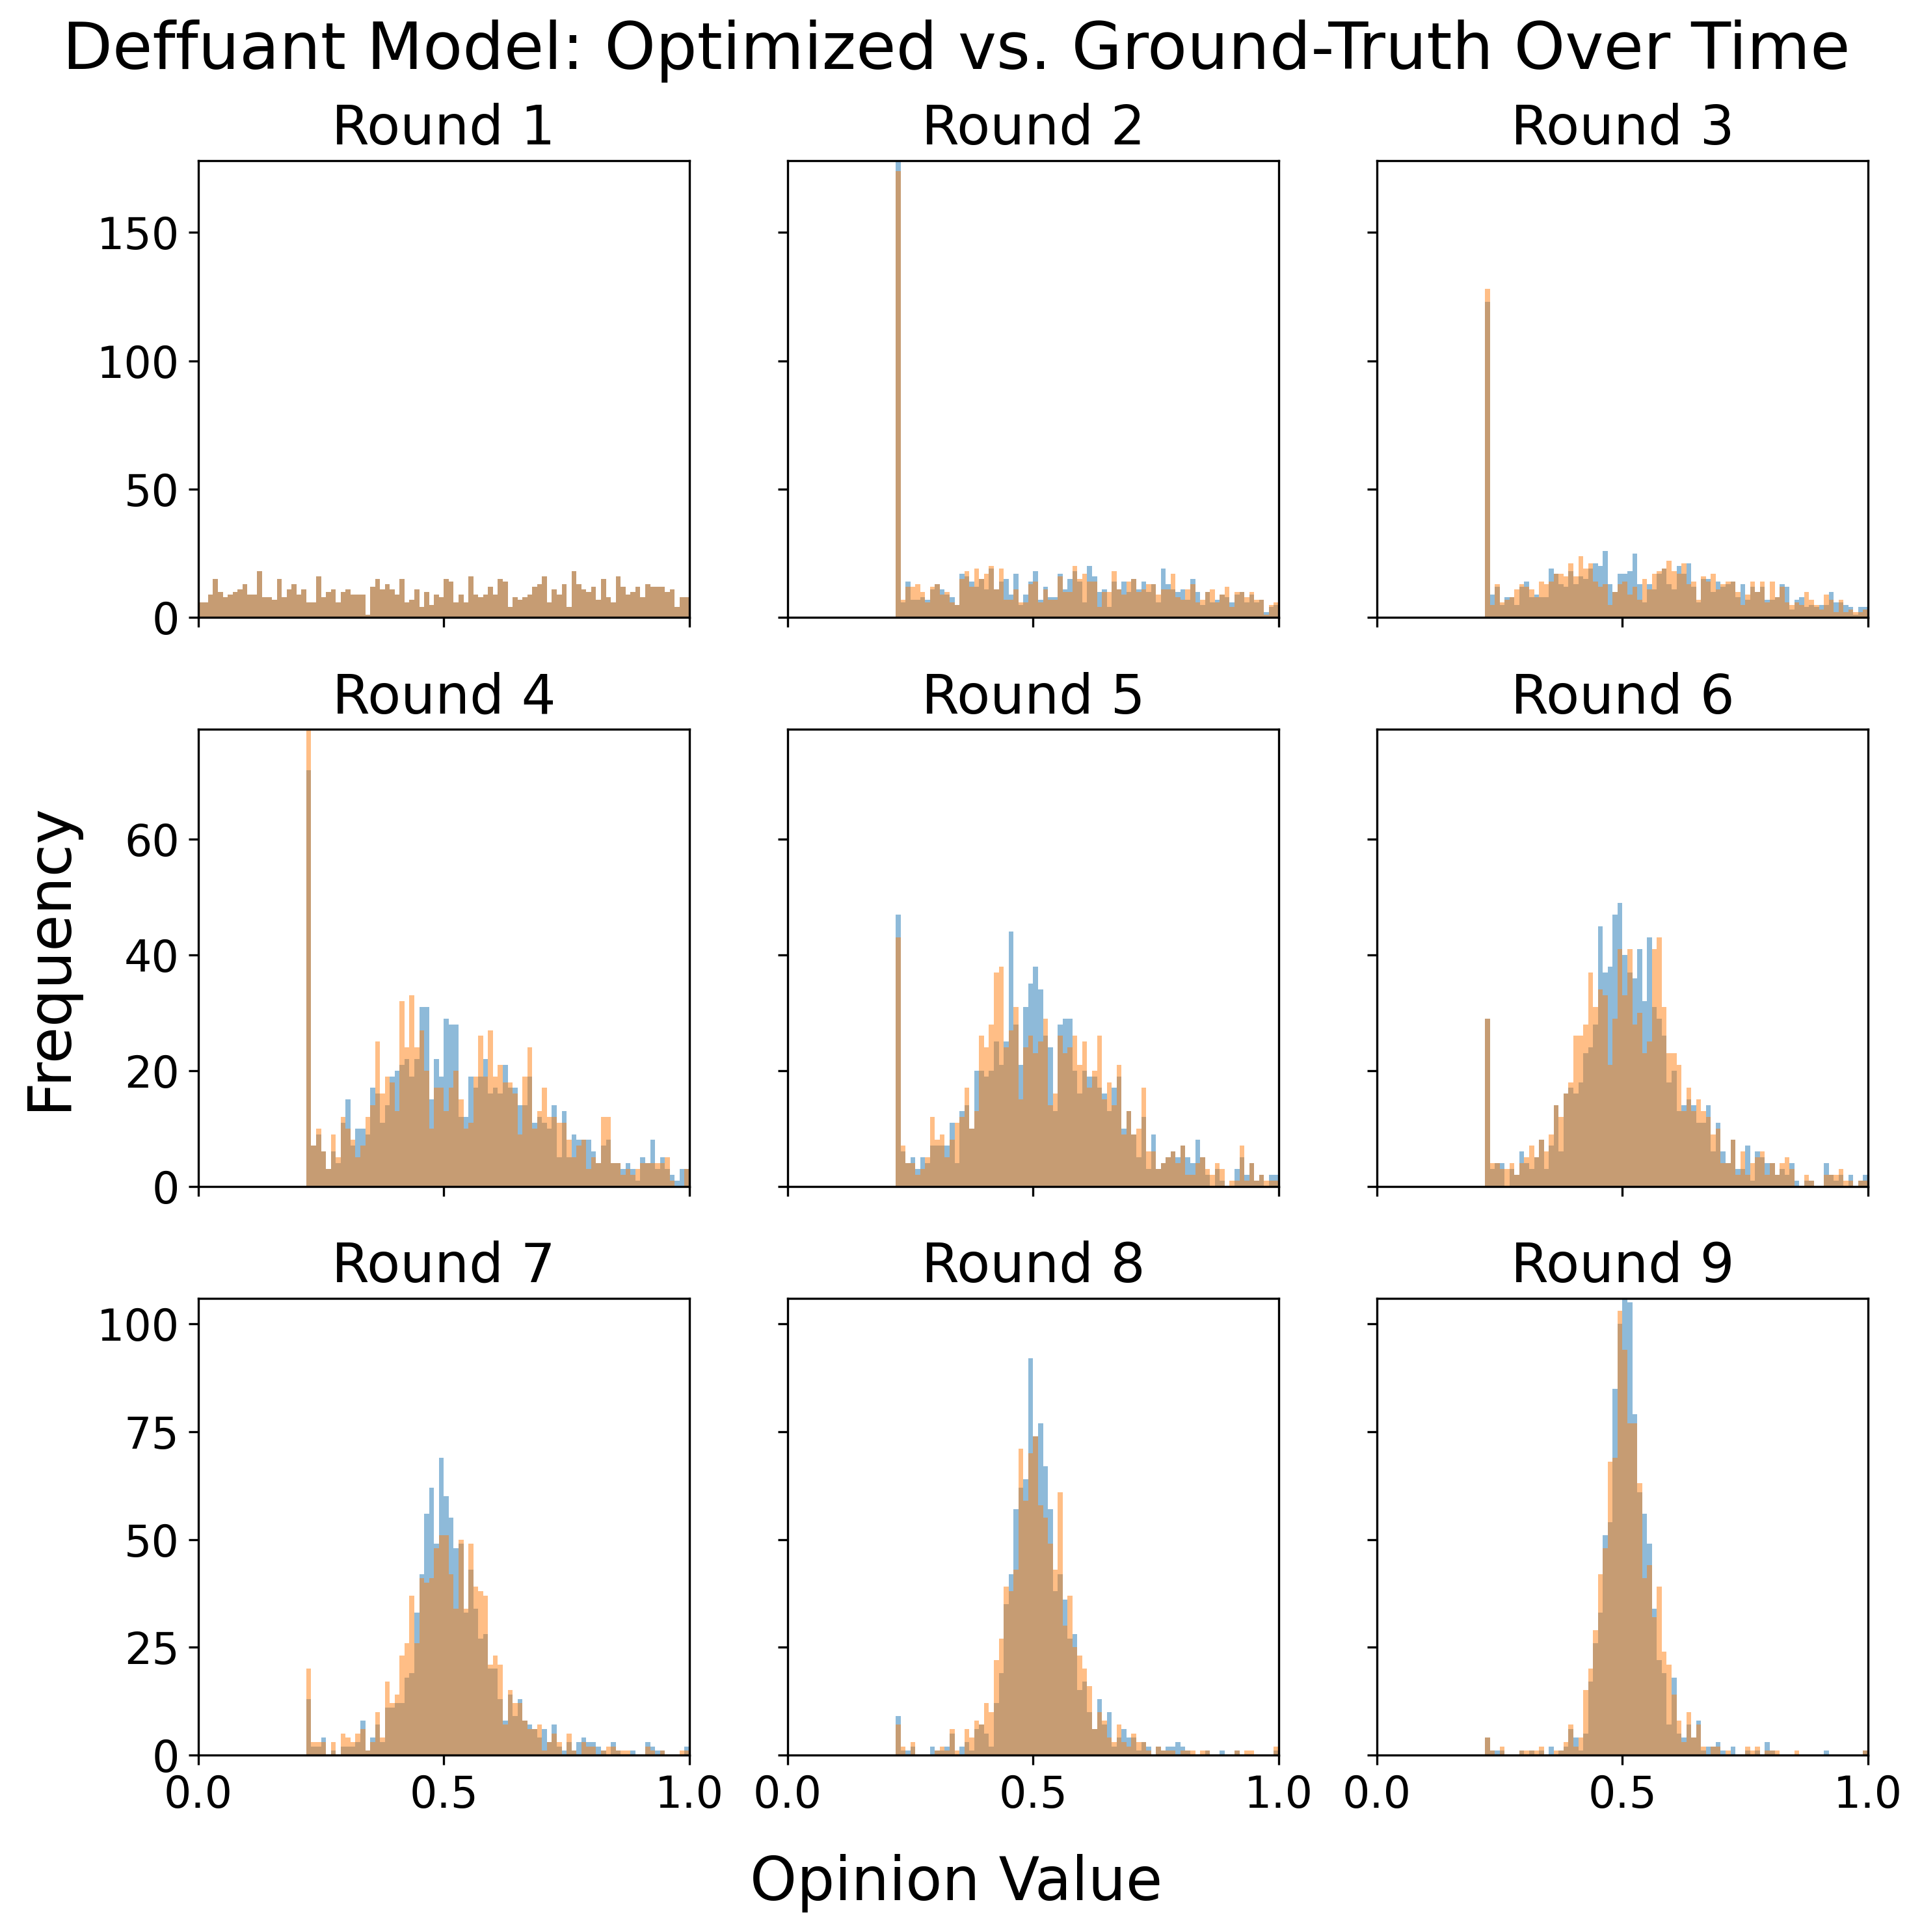 Deffuant Model: Optimized vs. Ground-Truth Over Time
Round 1
Round 2
Round 3
150
100
50
0
Round 4
Round 5
Round 6
60
40
20
0
Frequency
Round 7
Round 8
Round 9
100
75
50
25
0
0.0 0.5 1.0
0.0 0.5 1.0
0.0 0.5 1.0
Opinion Value